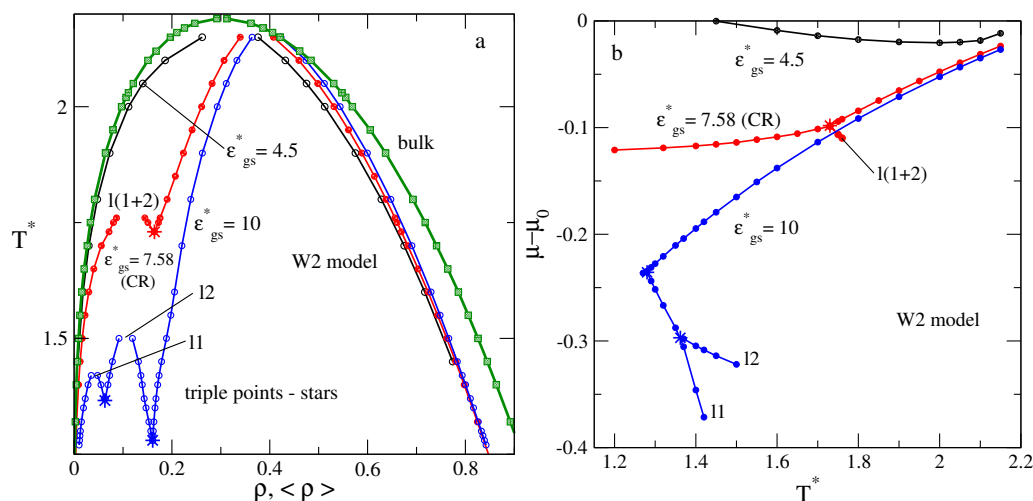 a
2
1.5
T*
0
0.2
0.4
0.6
0.8
ρ, < ρ >
ε*gs = 4.5
bulk
l(1+2)
ε*gs = 10
ε*gs = 7.58
(CR)
W2 model
l2
l1
triple points - stars
b
0
-0.1
-0.2
-0.3
-0.4
μ−μ0
1.2
1.4
1.6
1.8
2
2.2
T*
ε*gs = 4.5
ε*gs = 7.58 (CR)
l(1+2)
ε*gs = 10
W2 model
l2
l1